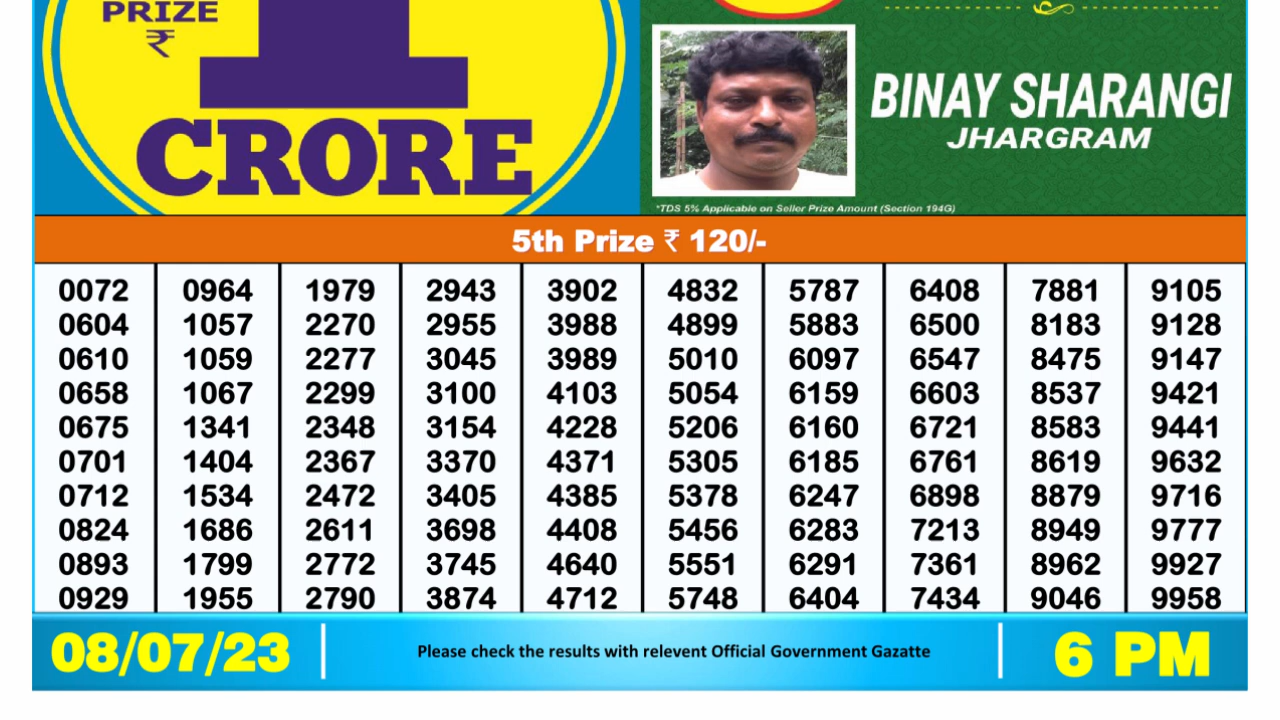 PRIZE
₹
1
CRORE
BINAY SHARANGI
JHARGRAM
*TDS 5% Applicable on Seller Prize Amount (Section 194G)
5th Prize ₹ 120/-
0072 0964 1979 2943 3902 4832 5787 6408 7881 9105
0604 1057 2270 2955 3988 4899 5883 6500 8183 9128
0610 1059 2277 3045 3989 5010 6097 6547 8475 9147
0658 1067 2299 3100 4103 5054 6159 6603 8537 9421
0675 1341 2348 3154 4228 5206 6160 6721 8583 9441
0701 1404 2367 3370 4371 5305 6185 6761 8619 9632
0712 1534 2472 3405 4385 5378 6247 6898 8879 9716
0824 1686 2611 3698 4408 5456 6283 7213 8949 9777
0893 1799 2772 3745 4640 5551 6291 7361 8962 9927
0929 1955 2790 3874 4712 5748 6404 7434 9046 9958
08/07/23
Please check the results with relevent Official Government Gazatte
6 PM